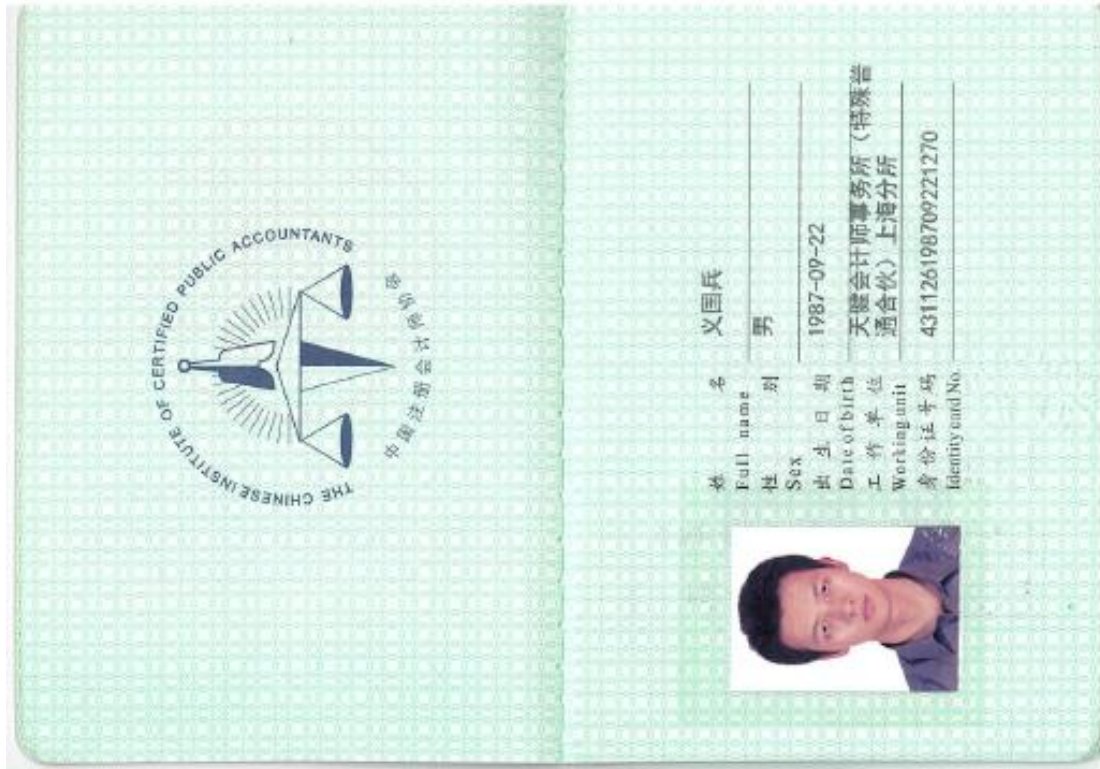 THE CHINESE INSTITUTE OF CERTIFIED PUBLIC ACCOUNTANTS
中国注册会计师协会
姓 名 义国兵
Full name
性 别 男
Sex
出 生 日 期 1987-09-22
Date of birth
工 作 单 位 天健会计师事务所(特殊普
通合伙)上海分所
Working unit
身 份 证 号 码 431126198709221270
Identity card No.